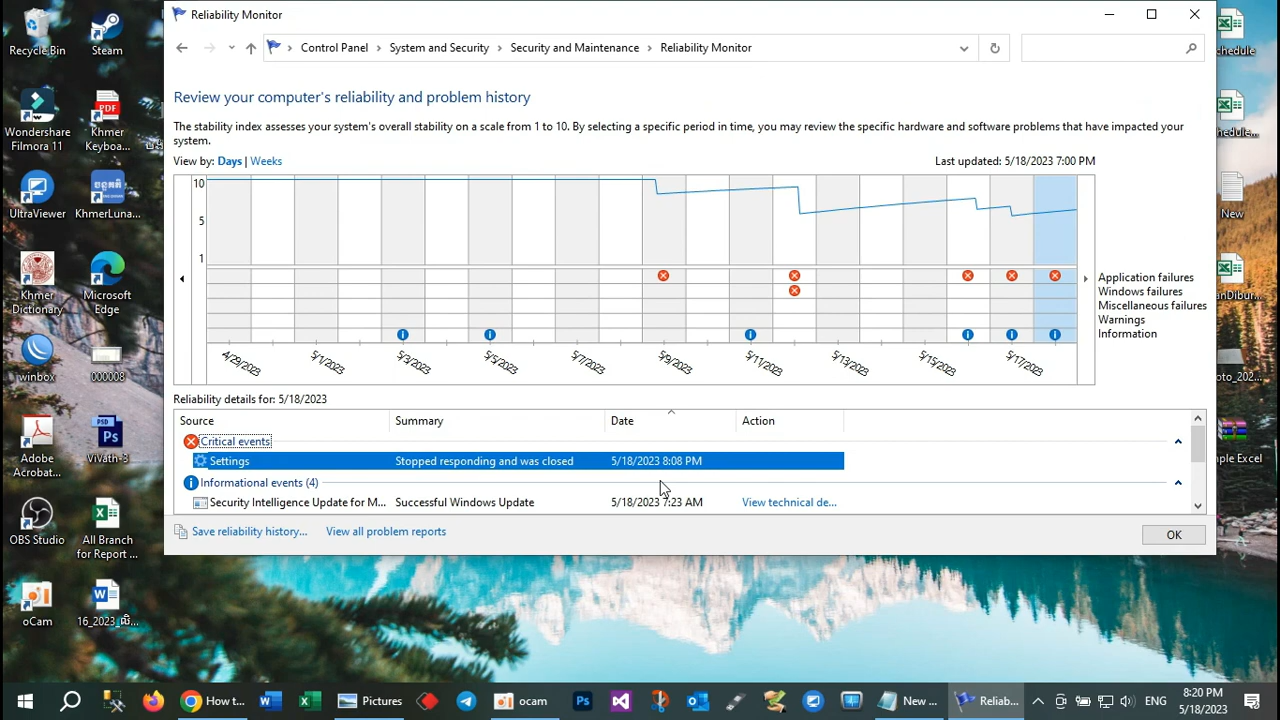 Reliability Monitor
Control Panel
System and Security
Security and Maintenance
Reliability Monitor
Review your computer's reliability and problem history
The stability index assesses your system's overall stability on a scale from 1 to 10. By selecting a specific period in time, you may review the specific hardware and software problems that have impacted your
system.
View by: Days | Weeks
Last updated: 5/18/2023 7:00 PM
10
5
1
Application failures
Windows failures
Miscellaneous failures
Warnings
Information
4/29/2023
5/1/2023
5/3/2023
5/5/2023
5/7/2023
5/9/2023
5/11/2023
5/13/2023
5/15/2023
5/17/2023
Reliability details for: 5/18/2023
Source Summary Date Action
Critical events
Settings Stopped responding and was closed 5/18/2023 8:08 PM
Informational events (4)
Security Intelligence Update for M... Successful Windows Update 5/18/2023 7:23 AM View technical de...
Save reliability history...
View all problem reports
OK
Recycle Bin
Steam
Wondershare
Filmora 11
PDF
Khmer
Keyboa...
UltraViewer
KhmerLuna...
Khmer
Dictionary
Microsoft
Edge
winbox
000008
Adobe
Acrobat...
PSD
Ps
ViVath-3
OBS Studio
All Branch
for Report ...
oCam
New
How t...
Pictures
ocam
Ps
New ...
Reliab...
ENG
8:20 PM
5/18/2023